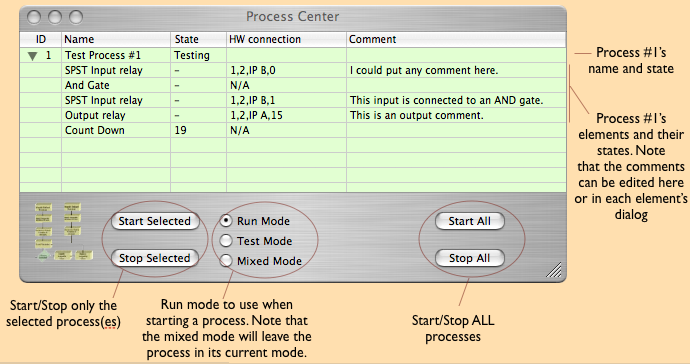 Process Center
ID Name State HW connection Comment
1 Test Process #1 Testing
SPST Input relay – 1,2,IP B,0 I could put any comment here.
And Gate – N/A
SPST Input relay – 1,2,IP B,1 This input is connected to an AND gate.
Output relay – 1,2,IP A,15 This is an output comment.
Count Down 19 N/A
Process #1's
name and state
Process #1's
elements and their
states. Note
that the comments
can be edited here
or in each element's
dialog
Start Selected
Stop Selected
Run Mode
Test Mode
Mixed Mode
Start All
Stop All
Start/Stop only the
selected process(es)
Run mode to use when
starting a process. Note that
the mixed mode will leave the
process in its current mode.
Start/Stop ALL
processes